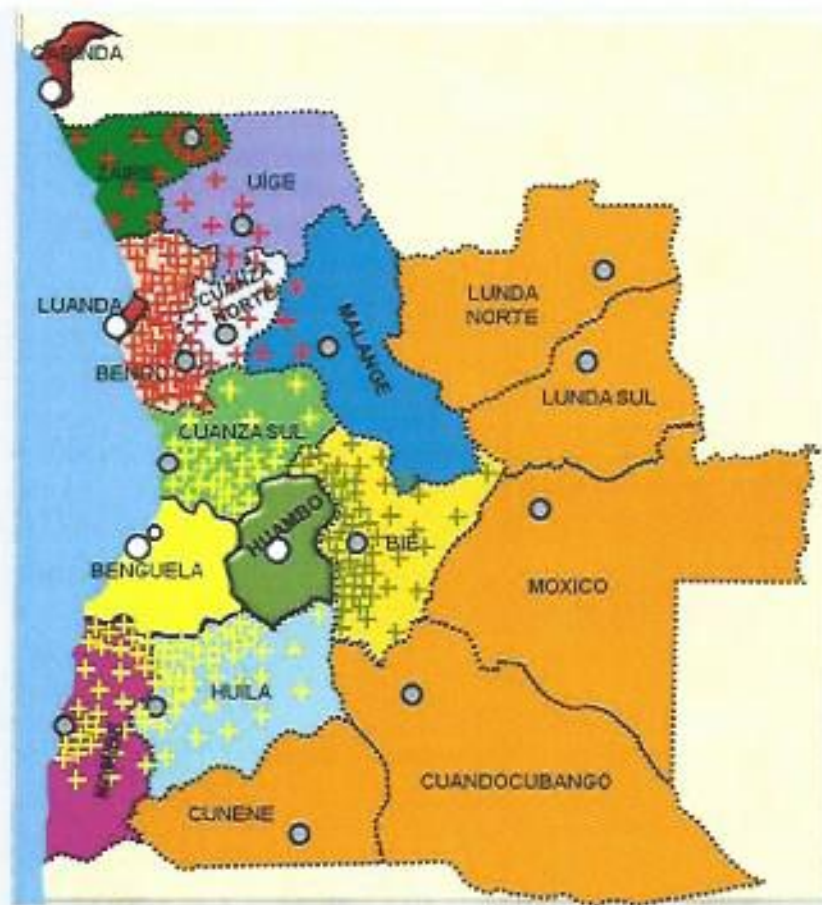 CABINDA
ZAIRE
UÍGE
CUANZA
NORTE
LUANDA
BENGO
MALANGE
LUNDA
NORTE
LUNDA SUL
CUANZA SUL
HUAMBO
BIE
BENGUELA
MOXICO
HUILA
CUNENE
CUANDOCUBANGO